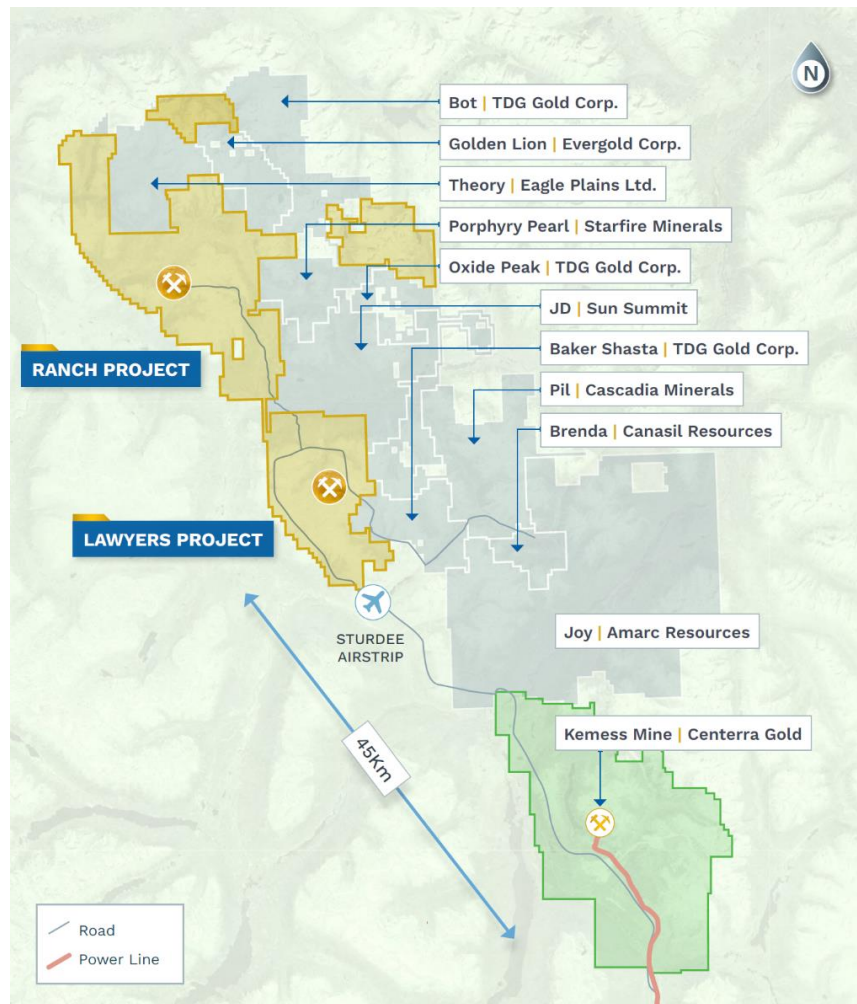 N
Bot | TDG Gold Corp.
Golden Lion | Evergold Corp.
Theory | Eagle Plains Ltd.
Porphyry Pearl | Starfire Minerals
Oxide Peak | TDG Gold Corp.
JD | Sun Summit
Baker Shasta | TDG Gold Corp.
Pil | Cascadia Minerals
Brenda | Canasil Resources
RANCH PROJECT
LAWYERS PROJECT
STURDEE
AIRSTRIP
Joy | Amarc Resources
Kemess Mine | Centerra Gold
45Km
Road
Power Line